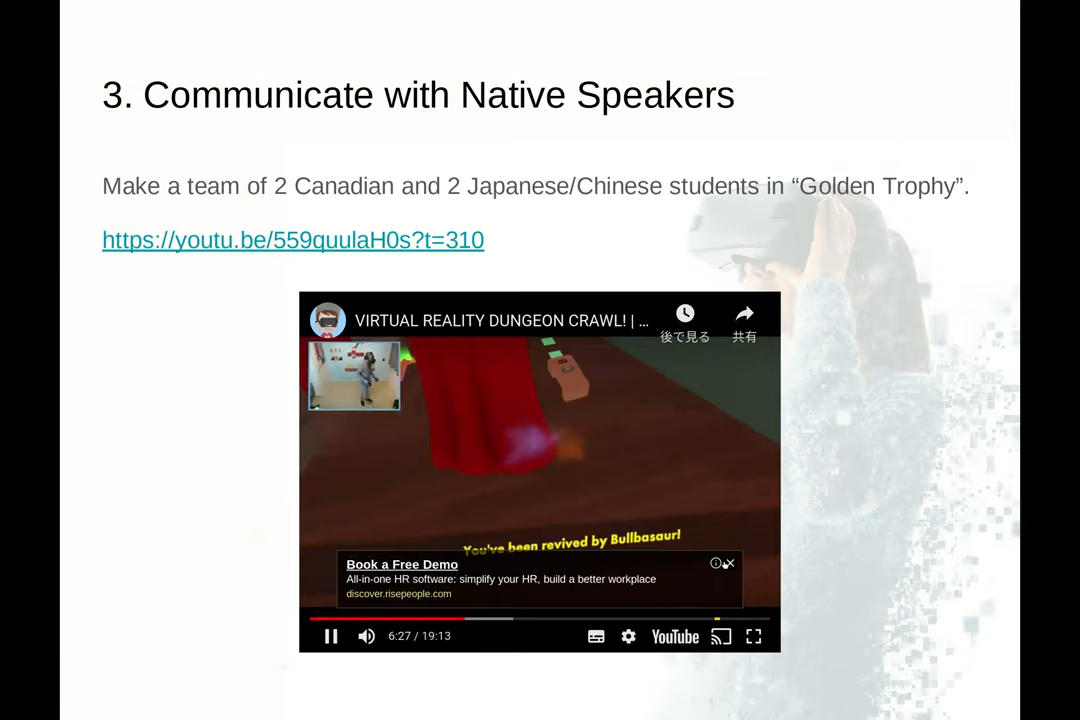 3. Communicate with Native Speakers
Make a team of 2 Canadian and 2 Japanese/Chinese students in “Golden Trophy”.
https://youtu.be/559quulaH0s?t=310
VIRTUAL REALITY DUNGEON CRAWL! | ...
後で見る
共有
You've been revived by Bullbasaur!
Book a Free Demo
All-in-one HR software: simplify your HR, build a better workplace
discover.risepeople.com
6:27 / 19:13
YouTube